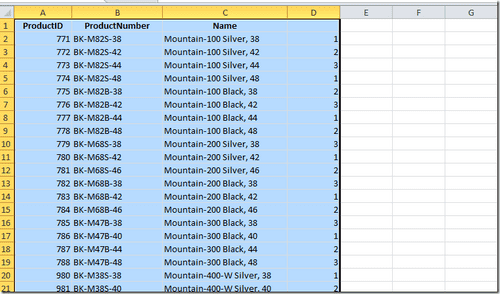 A B C D E F G
1 ProductID ProductNumber Name
2 771 BK-M82S-38 Mountain-100 Silver, 38 1
3 772 BK-M82S-42 Mountain-100 Silver, 42 2
4 773 BK-M82S-44 Mountain-100 Silver, 44 3
5 774 BK-M82S-48 Mountain-100 Silver, 48 1
6 775 BK-M82B-38 Mountain-100 Black, 38 2
7 776 BK-M82B-42 Mountain-100 Black, 42 3
8 777 BK-M82B-44 Mountain-100 Black, 44 1
9 778 BK-M82B-48 Mountain-100 Black, 48 2
10 779 BK-M68S-38 Mountain-200 Silver, 38 3
11 780 BK-M68S-42 Mountain-200 Silver, 42 1
12 781 BK-M68S-46 Mountain-200 Silver, 46 2
13 782 BK-M68B-38 Mountain-200 Black, 38 3
14 783 BK-M68B-42 Mountain-200 Black, 42 1
15 784 BK-M68B-46 Mountain-200 Black, 46 2
16 785 BK-M47B-38 Mountain-300 Black, 38 3
17 786 BK-M47B-40 Mountain-300 Black, 40 1
18 787 BK-M47B-44 Mountain-300 Black, 44 2
19 788 BK-M47B-48 Mountain-300 Black, 48 3
20 980 BK-M38S-38 Mountain-400-W Silver, 38 1
21 981 BK-M38S-40 Mountain-400-W Silver, 40 2